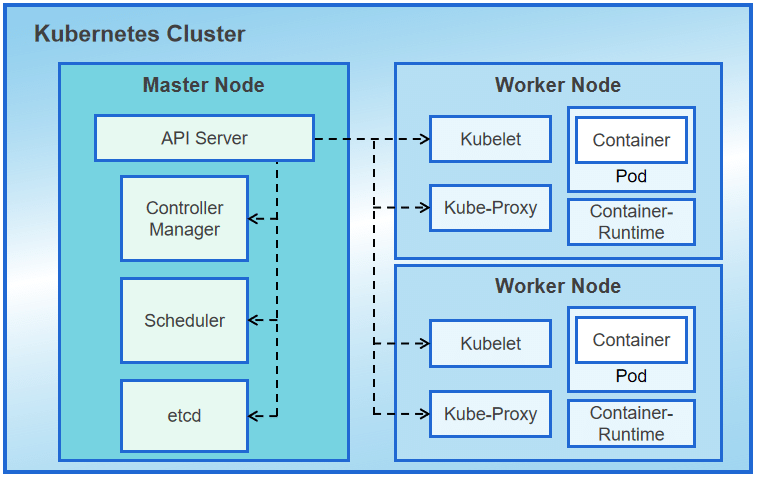 Kubernetes Cluster
Master Node
API Server
Controller
Manager
Scheduler
etcd
Worker Node
Kubelet
Kube-Proxy
Container
Pod
Container-
Runtime
Worker Node
Kubelet
Kube-Proxy
Container
Pod
Container-
Runtime